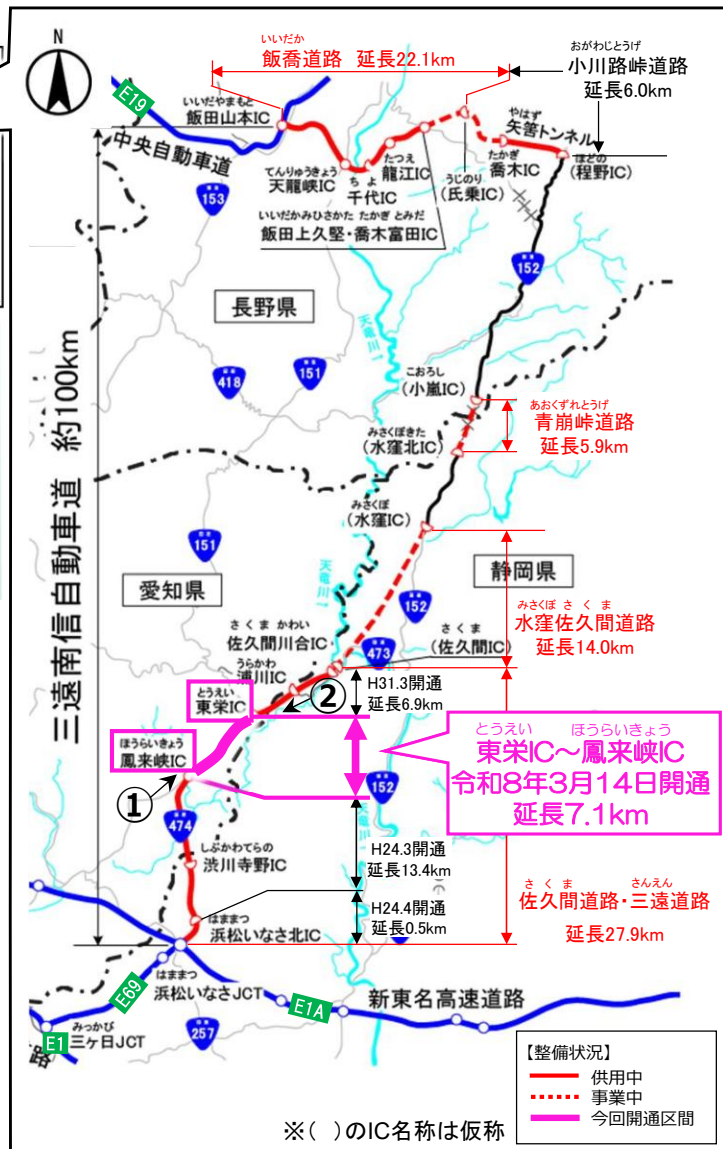 いいだか
飯喬道路 延長22.1km
おがわじとうげ
小川路峠道路
延長6.0km
N
E19
いいだやまもと
飯田山本IC
中央自動車道
やはず
矢筈トンネル
たつえ
龍江IC
たかぎ
喬木IC
ほどの
(程野IC)
てんりゅうきょう
天龍峡IC
ちよ
千代IC
うじのり
(氏乗IC)
いいだかみひさかた たかぎ とみだ
飯田上久堅・喬木富田IC
153
152
長野県
天竜川
151
418
こおろし
(小嵐IC)
あおくずれとうげ
青崩峠道路
延長5.9km
みさくぼきた
(水窪北IC)
三遠南信自動車道 約100km
みさくぼ
(水窪IC)
151
愛知県
天竜川
静岡県
152
みさくぼ さくま
水窪佐久間道路
延長14.0km
さくま かわい
佐久間川合IC
さくま
(佐久間IC)
473
うらかわ
浦川IC
とうえい
東栄IC
②
H31.3開通
延長6.9km
ほうらいきょう
鳳来峡IC
①
とうえい ほうらいきょう
東栄IC～鳳来峡IC
令和8年3月14日開通
延長7.1km
152
474
しぶかわてらの
渋川寺野IC
H24.3開通
延長13.4km
さくま さんえん
佐久間道路・三遠道路
延長27.9km
H24.4開通
延長0.5km
はままつ
浜松いなさ北IC
はままつ
浜松いなさJCT
E69
E1A
新東名高速道路
みっかび
E1
三ヶ日JCT
路
257
【整備状況】
供用中
事業中
今回開通区間
※( )のIC名称は仮称